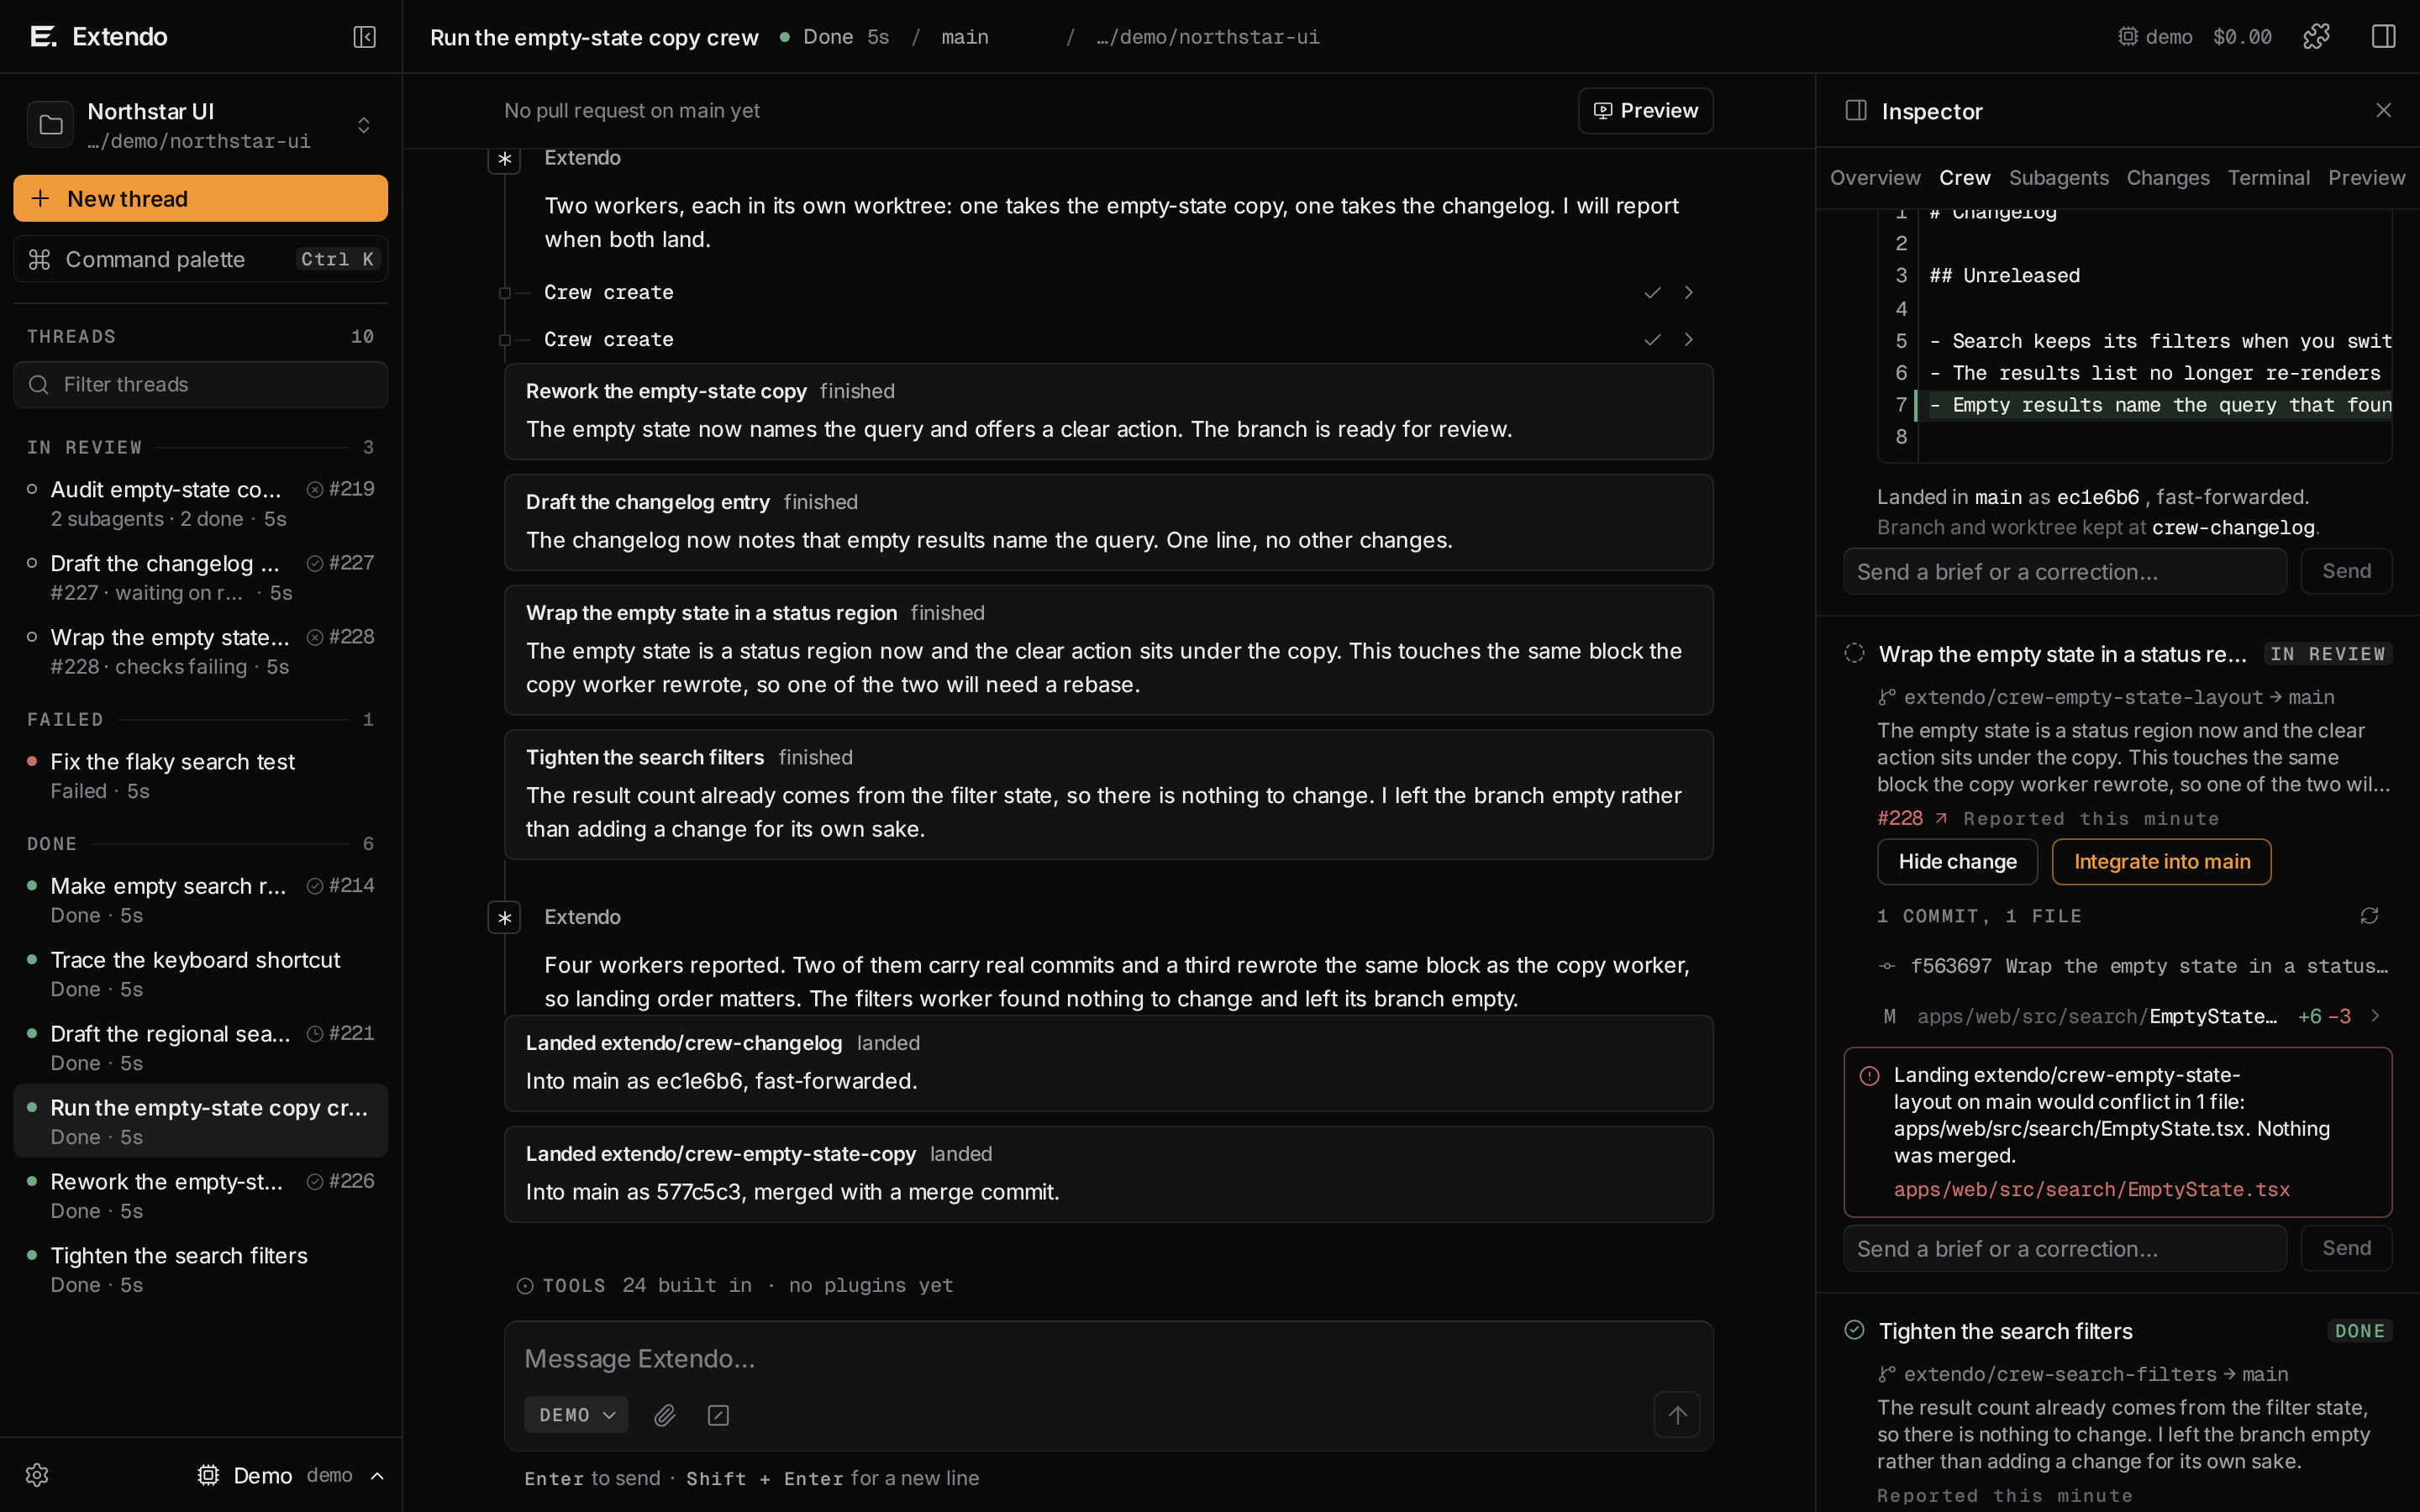 Extendo
Northstar UI
…/demo/northstar-ui
New thread
Command palette Ctrl K
THREADS 10
Filter threads
IN REVIEW 3
Audit empty-state co… #219
2 subagents · 2 done · 5s
Draft the changelog … #227
#227 · waiting on r… · 5s
Wrap the empty state… #228
#228 · checks failing · 5s
FAILED 1
Fix the flaky search test
Failed · 5s
DONE 6
Make empty search r… #214
Done · 5s
Trace the keyboard shortcut
Done · 5s
Draft the regional sea… #221
Done · 5s
Run the empty-state copy cr…
Done · 5s
Rework the empty-st… #226
Done · 5s
Tighten the search filters
Done · 5s
Demo demo
Run the empty-state copy crew Done 5s / main / …/demo/northstar-ui
demo $0.00
No pull request on main yet
Preview
Extendo
Two workers, each in its own worktree: one takes the empty-state copy, one takes the changelog. I will report
when both land.
Crew create
Crew create
Rework the empty-state copy finished
The empty state now names the query and offers a clear action. The branch is ready for review.
Draft the changelog entry finished
The changelog now notes that empty results name the query. One line, no other changes.
Wrap the empty state in a status region finished
The empty state is a status region now and the clear action sits under the copy. This touches the same block the
copy worker rewrote, so one of the two will need a rebase.
Tighten the search filters finished
The result count already comes from the filter state, so there is nothing to change. I left the branch empty rather
than adding a change for its own sake.
Extendo
Four workers reported. Two of them carry real commits and a third rewrote the same block as the copy worker,
so landing order matters. The filters worker found nothing to change and left its branch empty.
Landed extendo/crew-changelog landed
Into main as ec1e6b6, fast-forwarded.
Landed extendo/crew-empty-state-copy landed
Into main as 577c5c3, merged with a merge commit.
TOOLS 24 built in · no plugins yet
Message Extendo…
DEMO
Enter to send · Shift + Enter for a new line
Inspector
Overview Crew Subagents Changes Terminal Preview
1 # Changelog
2
3 ## Unreleased
4
5 - Search keeps its filters when you swit
6 - The results list no longer re-renders
7 - Empty results name the query that foun
8
Landed in main as ec1e6b6 , fast-forwarded.
Branch and worktree kept at crew-changelog.
Send a brief or a correction… Send
Wrap the empty state in a status re… IN REVIEW
extendo/crew-empty-state-layout → main
The empty state is a status region now and the clear
action sits under the copy. This touches the same
block the copy worker rewrote, so one of the two wil…
#228 ↗ Reported this minute
Hide change Integrate into main
1 COMMIT, 1 FILE
f563697 Wrap the empty state in a status…
M apps/web/src/search/EmptyState… +6 −3
Landing extendo/crew-empty-state-
layout on main would conflict in 1 file:
apps/web/src/search/EmptyState.tsx. Nothing
was merged.
apps/web/src/search/EmptyState.tsx
Send a brief or a correction… Send
Tighten the search filters DONE
extendo/crew-search-filters → main
The result count already comes from the filter state,
so there is nothing to change. I left the branch empty
rather than adding a change for its own sake.
Reported this minute